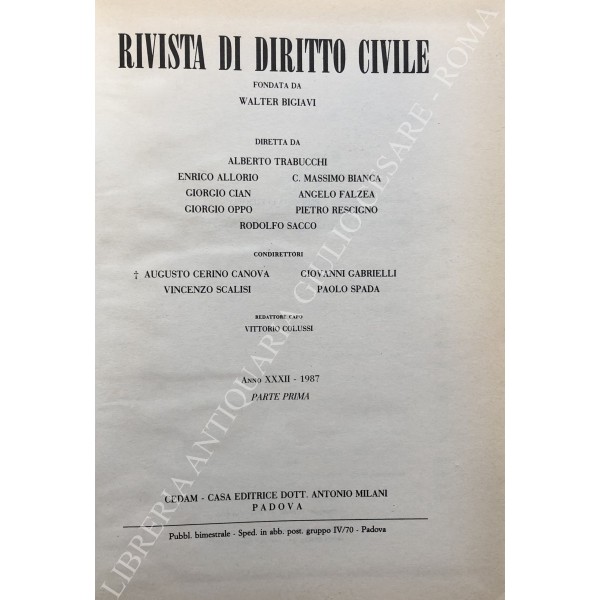 RIVISTA DI DIRITTO CIVILE
FONDATA DA
WALTER BIGIAVI
DIRETTA DA
ALBERTO TRABUCCHI
ENRICO ALLORIO C. MASSIMO BIANCA
GIORGIO CIAN ANGELO FALZEA
GIORGIO OPPO PIETRO RESCIGNO
RODOLFO SACCO
CONDIRETTORI
‡ AUGUSTO CERINO CANOVA GIOVANNI GABRIELLI
VINCENZO SCALISI PAOLO SPADA
REDATTORE CAPO
VITTORIO COLUSSI
ANNO XXXII - 1987
PARTE PRIMA
CEDAM - CASA EDITRICE DOTT. ANTONIO MILANI
PADOVA
Pubbl. bimestrale - Sped. in abb. post. gruppo IV/70 - Padova
LIBRERIA ANTIQUARIA GIULIO CESARE - ROMA